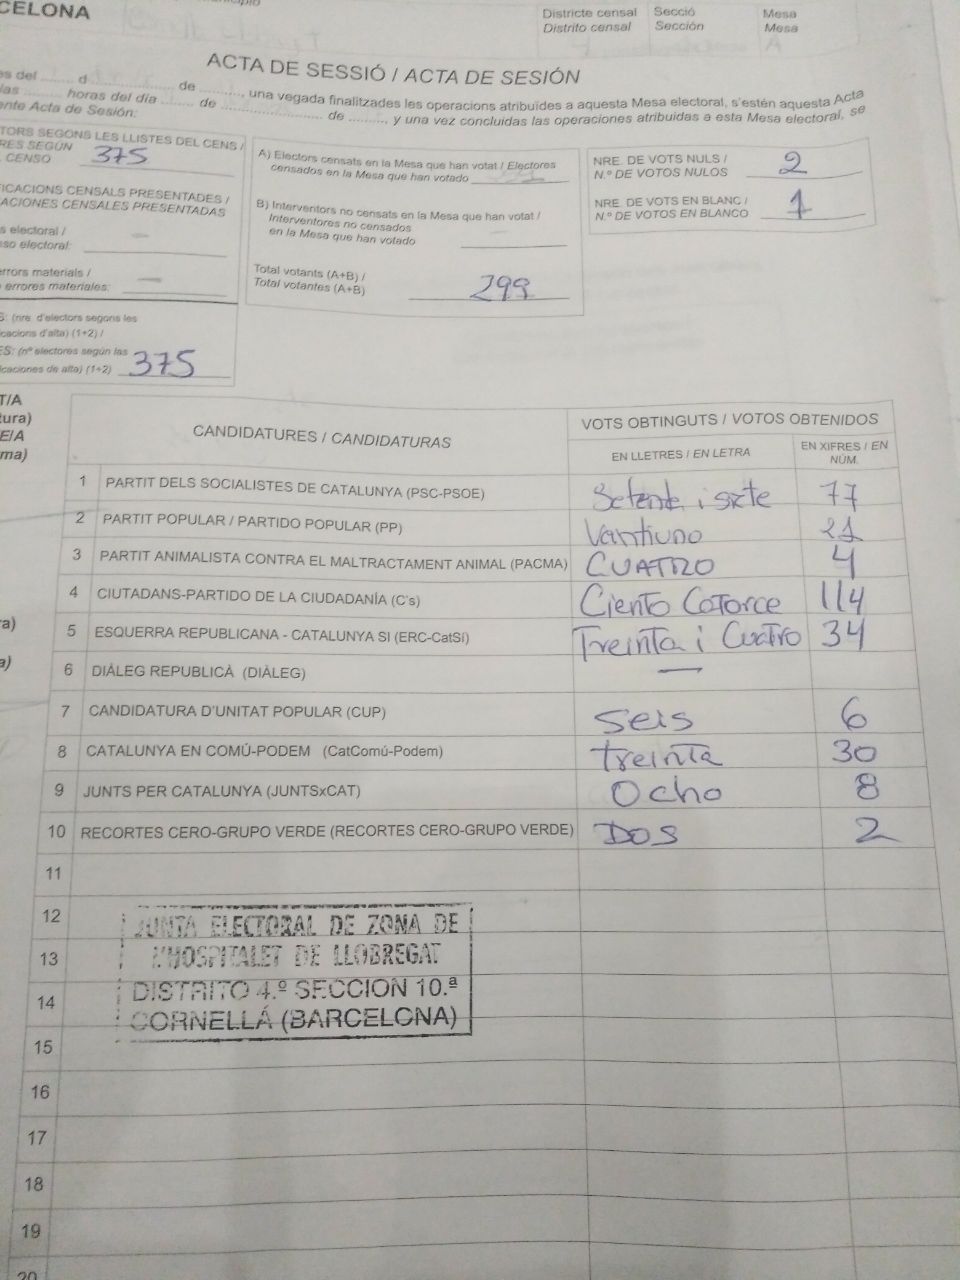 CELONA
Districte censal
Distrito censal
Secció
Sección
Mesa
Mesa
A
ACTA DE SESSIÓ / ACTA DE SESIÓN
es del ........ d ........ de ........, una vegada finalitzades les operacions atribuïdes a aquesta Mesa electoral, s'estén aquesta Acta
las ........ horas del día ........ de ........ de ........, y una vez concluidas las operaciones atribuidas a esta Mesa electoral, se
ente Acta de Sesión:
TORS SEGONS LES LLISTES DEL CENS /
RES SEGÚN
CENSO 375
FICACIONS CENSALS PRESENTADES /
ACIONES CENSALES PRESENTADAS
s electoral /
so electoral: —
errors materials /
errores materiales: —
S: (nre. d'electors segons les
icacions d'alta) (1+2) /
ES: (nº electores según las
icaciones de alta) (1+2) 375
A) Electors censats en la Mesa que han votat / Electores
censados en la Mesa que han votado
B) Interventors no censats en la Mesa que han votat /
Interventores no censados
en la Mesa que han votado
Total votants (A+B) /
Total votantes (A+B) 299
NRE. DE VOTS NULS /
N.º DE VOTOS NULOS 2
NRE. DE VOTS EN BLANC /
N.º DE VOTOS EN BLANCO 1
T/A
tura)
E/A
ma)
CANDIDATURES / CANDIDATURAS
VOTS OBTINGUTS / VOTOS OBTENIDOS
EN LLETRES / EN LETRA
EN XIFRES / EN
NÚM.
1 PARTIT DELS SOCIALISTES DE CATALUNYA (PSC-PSOE) Setenta i siete 77
2 PARTIT POPULAR / PARTIDO POPULAR (PP) Vantiuno 21
3 PARTIT ANIMALISTA CONTRA EL MALTRACTAMENT ANIMAL (PACMA) CUATRO 4
4 CIUTADANS-PARTIDO DE LA CIUDADANÍA (C's) Ciento Catorce 114
5 ESQUERRA REPUBLICANA - CATALUNYA SI (ERC-CatSí) Treinta i Cuatro 34
6 DIÀLEG REPUBLICÀ (DIÀLEG) —
7 CANDIDATURA D'UNITAT POPULAR (CUP) Seis 6
8 CATALUNYA EN COMÚ-PODEM (CatComú-Podem) treinta 30
9 JUNTS PER CATALUNYA (JUNTSxCAT) Ocho 8
10 RECORTES CERO-GRUPO VERDE (RECORTES CERO-GRUPO VERDE) DOS 2
ra)
a)
11
12
13
14
15
16
17
18
19
20
JUNTA ELECTORAL DE ZONA DE
L'HOSPITALET DE LLOBREGAT
DISTRITO 4.º SECCION 10.ª
CORNELLÁ (BARCELONA)